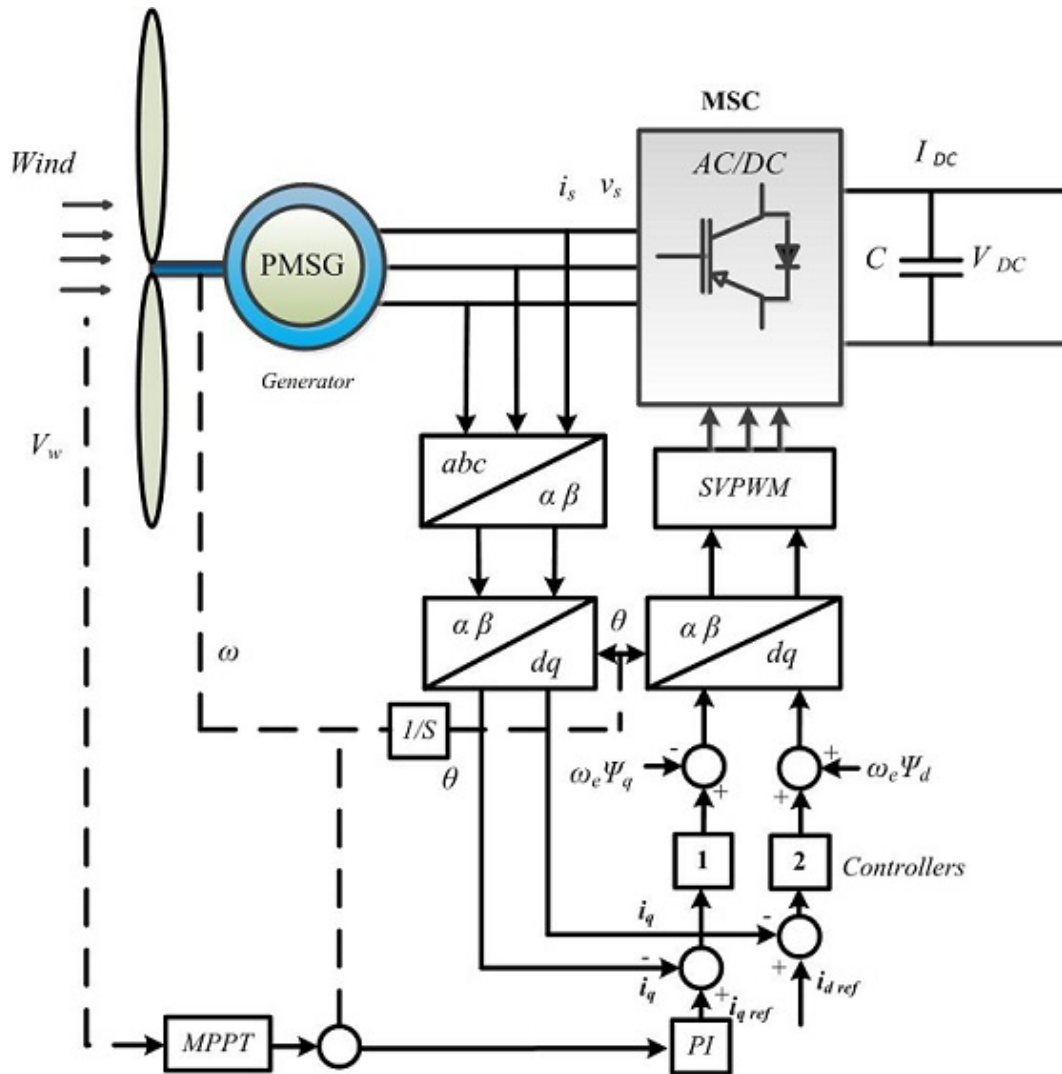 MSC
Wind
i s v s
AC/DC
I DC
PMSG
C
V DC
Generator
V w
abc
α β
SVPWM
α β
dq
θ
α β
dq
ω
1/S
θ
-
+
ω e Ψ q
ω e Ψ d
+
+
1
2
Controllers
i q
-
-
+
i q
+
i q ref
i d ref
MPPT
PI